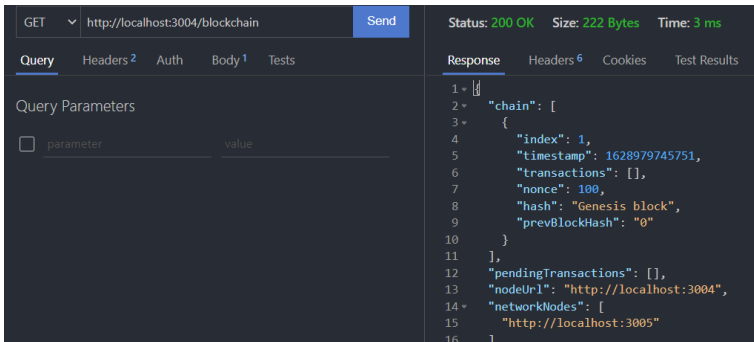 GET http://localhost:3004/blockchain Send
Query Headers 2 Auth Body 1 Tests
Query Parameters
parameter value
Status: 200 OK Size: 222 Bytes Time: 3 ms
Response Headers 6 Cookies Test Results
1 {
2 "chain": [
3 {
4 "index": 1,
5 "timestamp": 1628979745751,
6 "transactions": [],
7 "nonce": 100,
8 "hash": "Genesis block",
9 "prevBlockHash": "0"
10 }
11 ],
12 "pendingTransactions": [],
13 "nodeUrl": "http://localhost:3004",
14 "networkNodes": [
15 "http://localhost:3005"
16 ]